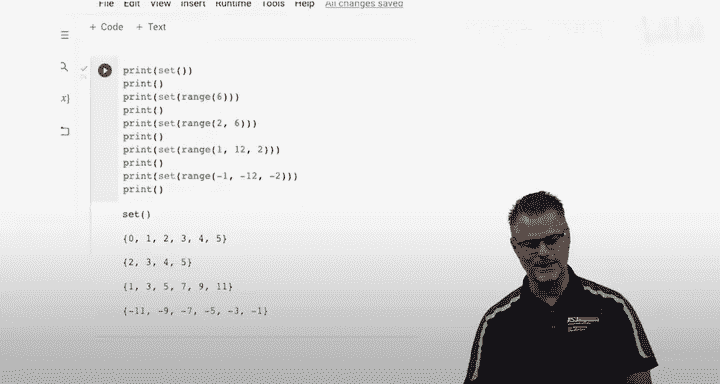 File Edit View Insert Runtime Tools Help All changes saved
+ Code + Text
print(set())
print()
print(set(range(6)))
print()
print(set(range(2, 6)))
print()
print(set(range(1, 12, 2)))
print()
print(set(range(-1, -12, -2)))
print()
set()
{0, 1, 2, 3, 4, 5}
{2, 3, 4, 5}
{1, 3, 5, 7, 9, 11}
{-11, -9, -7, -5, -3, -1}